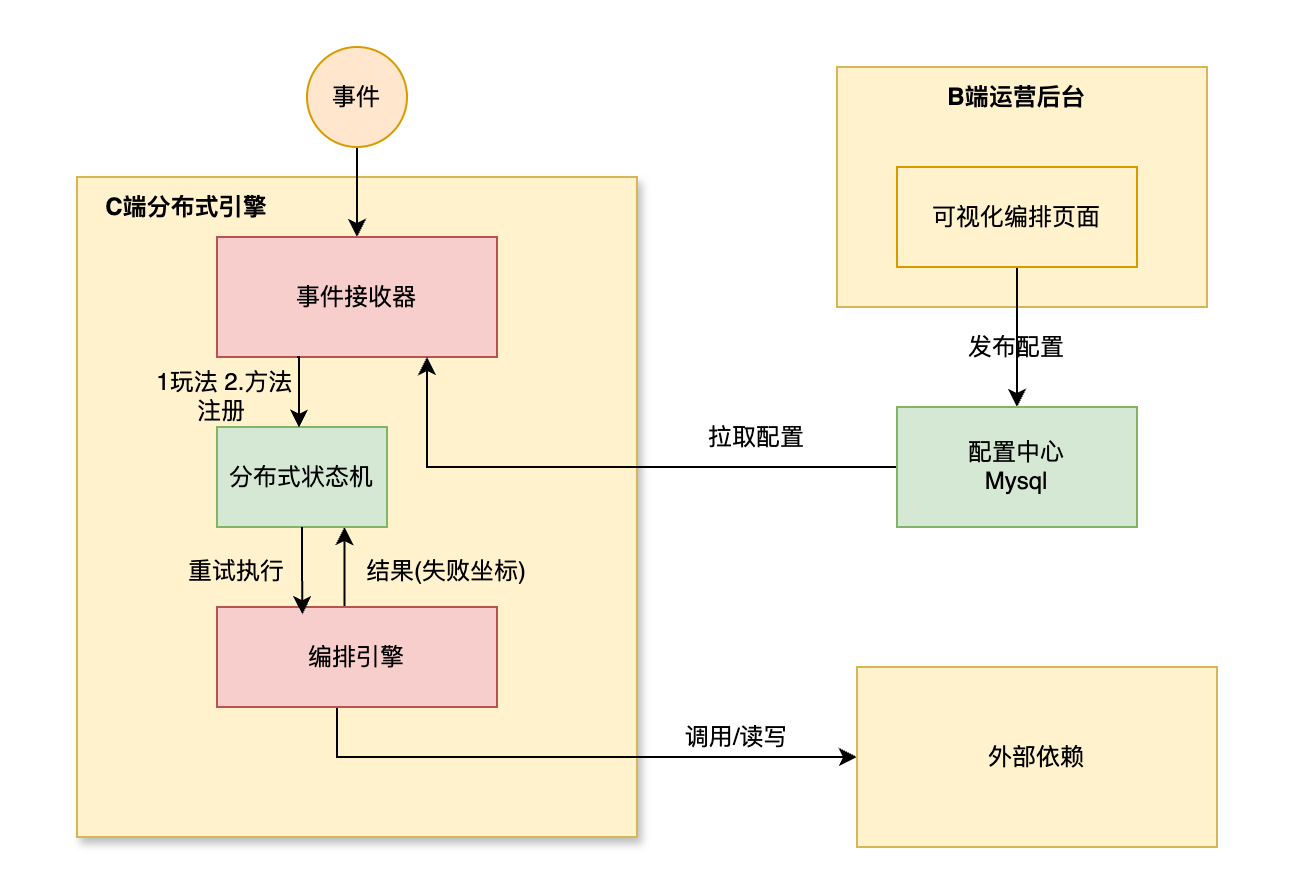 事件
B端运营后台
可视化编排页面
C端分布式引擎
事件接收器
发布配置
1玩法 2.方法
注册
拉取配置
配置中心
Mysql
分布式状态机
重试执行
结果(失败坐标)
编排引擎
调用/读写
外部依赖